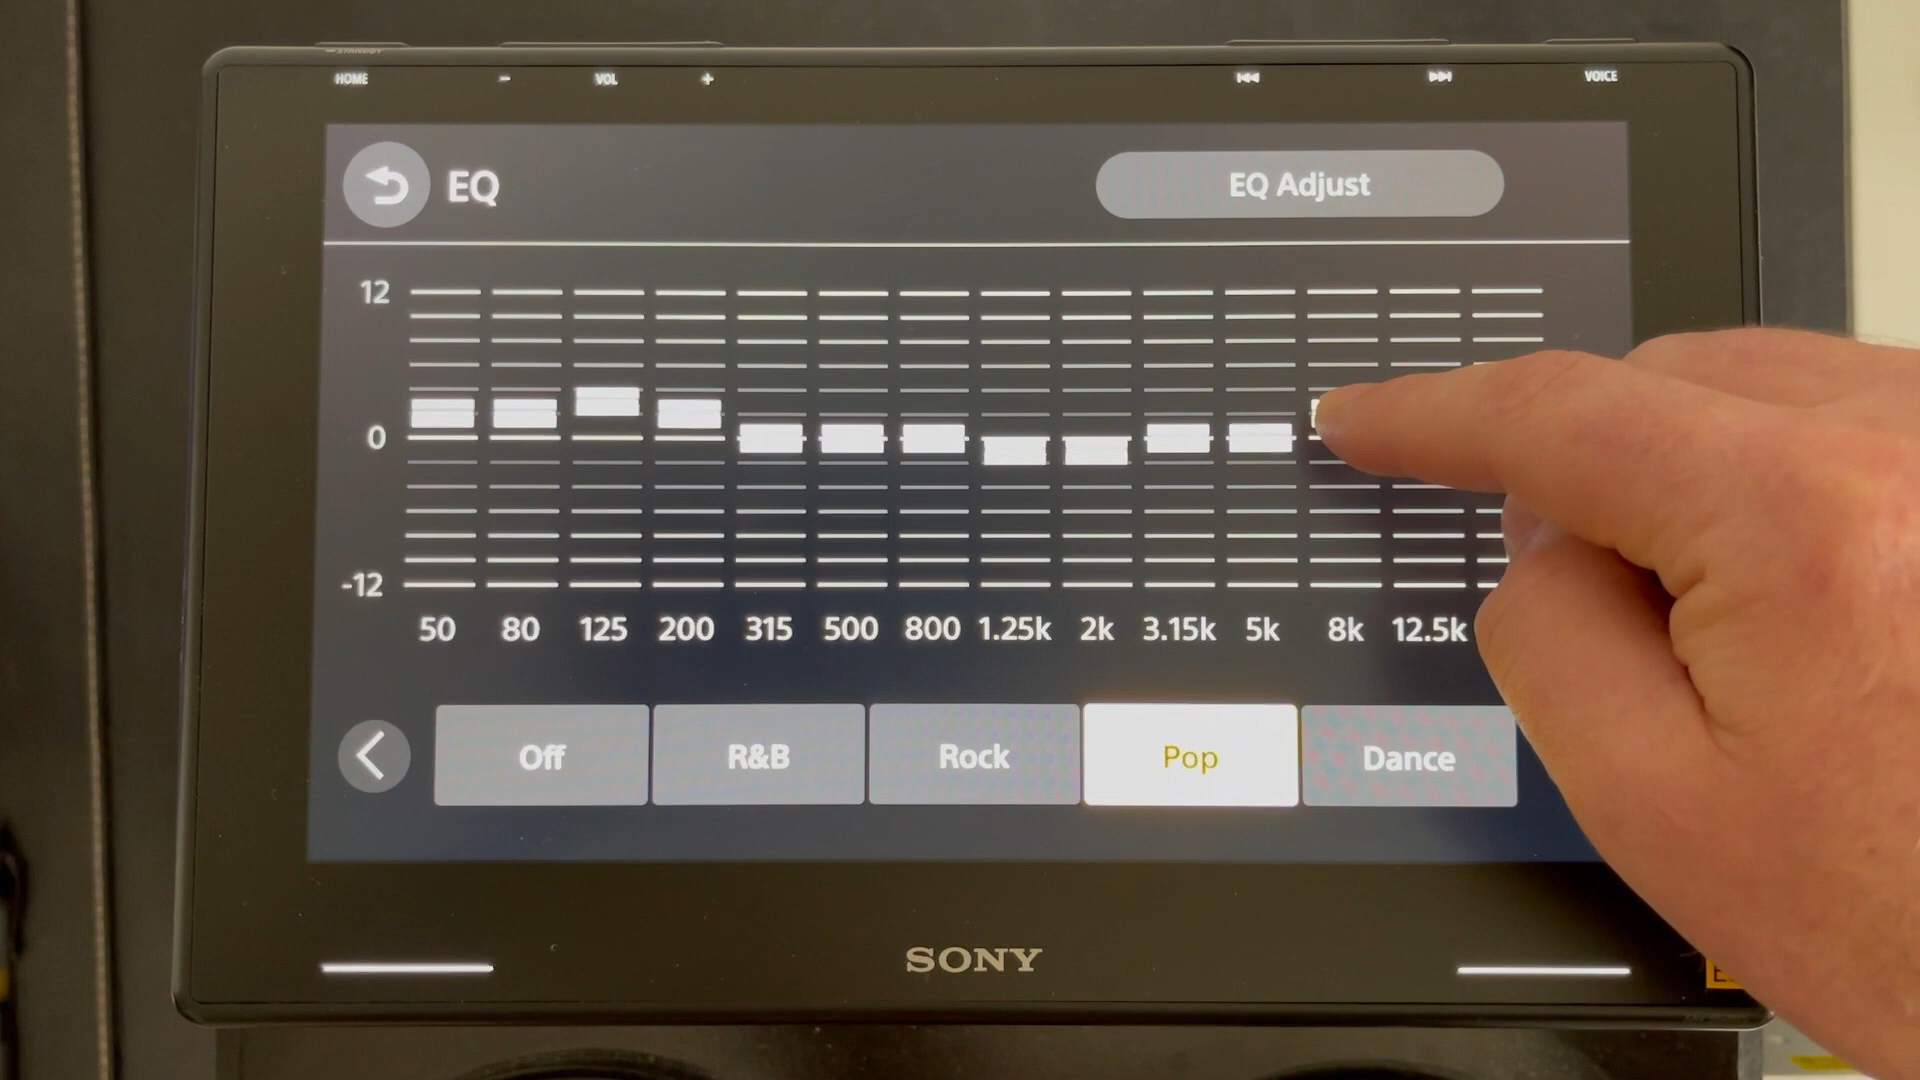 STANDBY
HOME - VOL + VOICE
EQ EQ Adjust
12
0
-12
50 80 125 200 315 500 800 1.25k 2k 3.15k 5k 8k 12.5k
Off R&B Rock Pop Dance
SONY